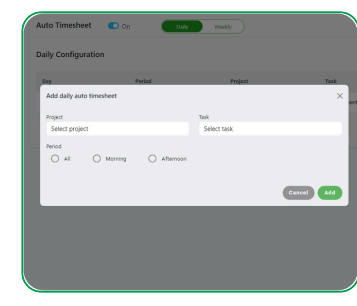 Auto Timesheet On Daily Weekly
Daily Configuration
Day Period Project Task
Add daily auto timesheet
Project Task
Select project Select task
Period
All Morning Afternoon
Cancel Add